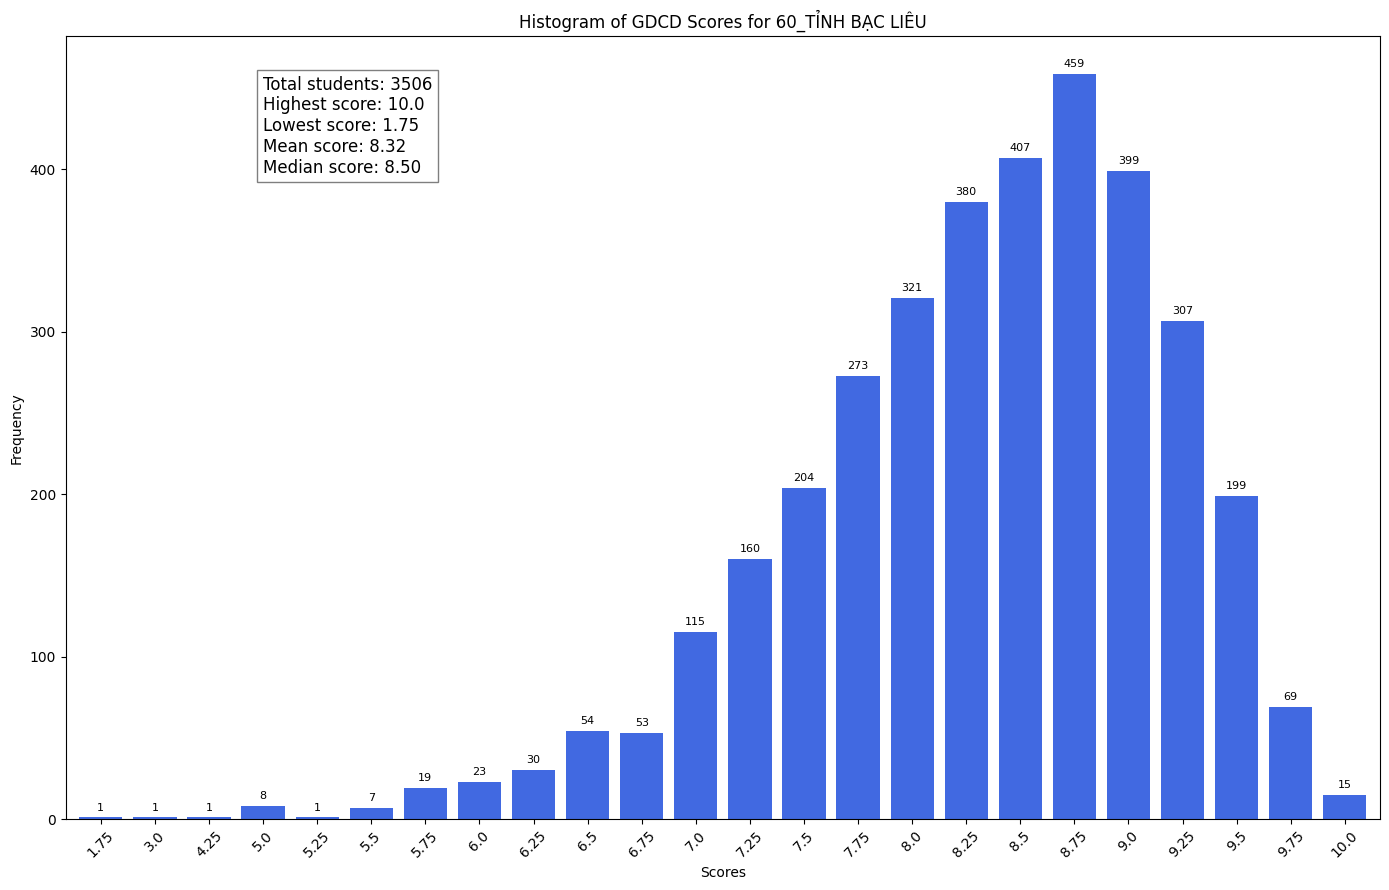 Histogram of GDCD Scores for 60_TỈNH BẠC LIÊU
Total students: 3506
Highest score: 10.0
Lowest score: 1.75
Mean score: 8.32
Median score: 8.50
Frequency
400
300
200
100
0
1 1 1 8 1 7 19 23 30 54 53 115 160 204 273 321 380 407 459 399 307 199 69 15
1.75 3.0 4.25 5.0 5.25 5.5 5.75 6.0 6.25 6.5 6.75 7.0 7.25 7.5 7.75 8.0 8.25 8.5 8.75 9.0 9.25 9.5 9.75 10.0
Scores